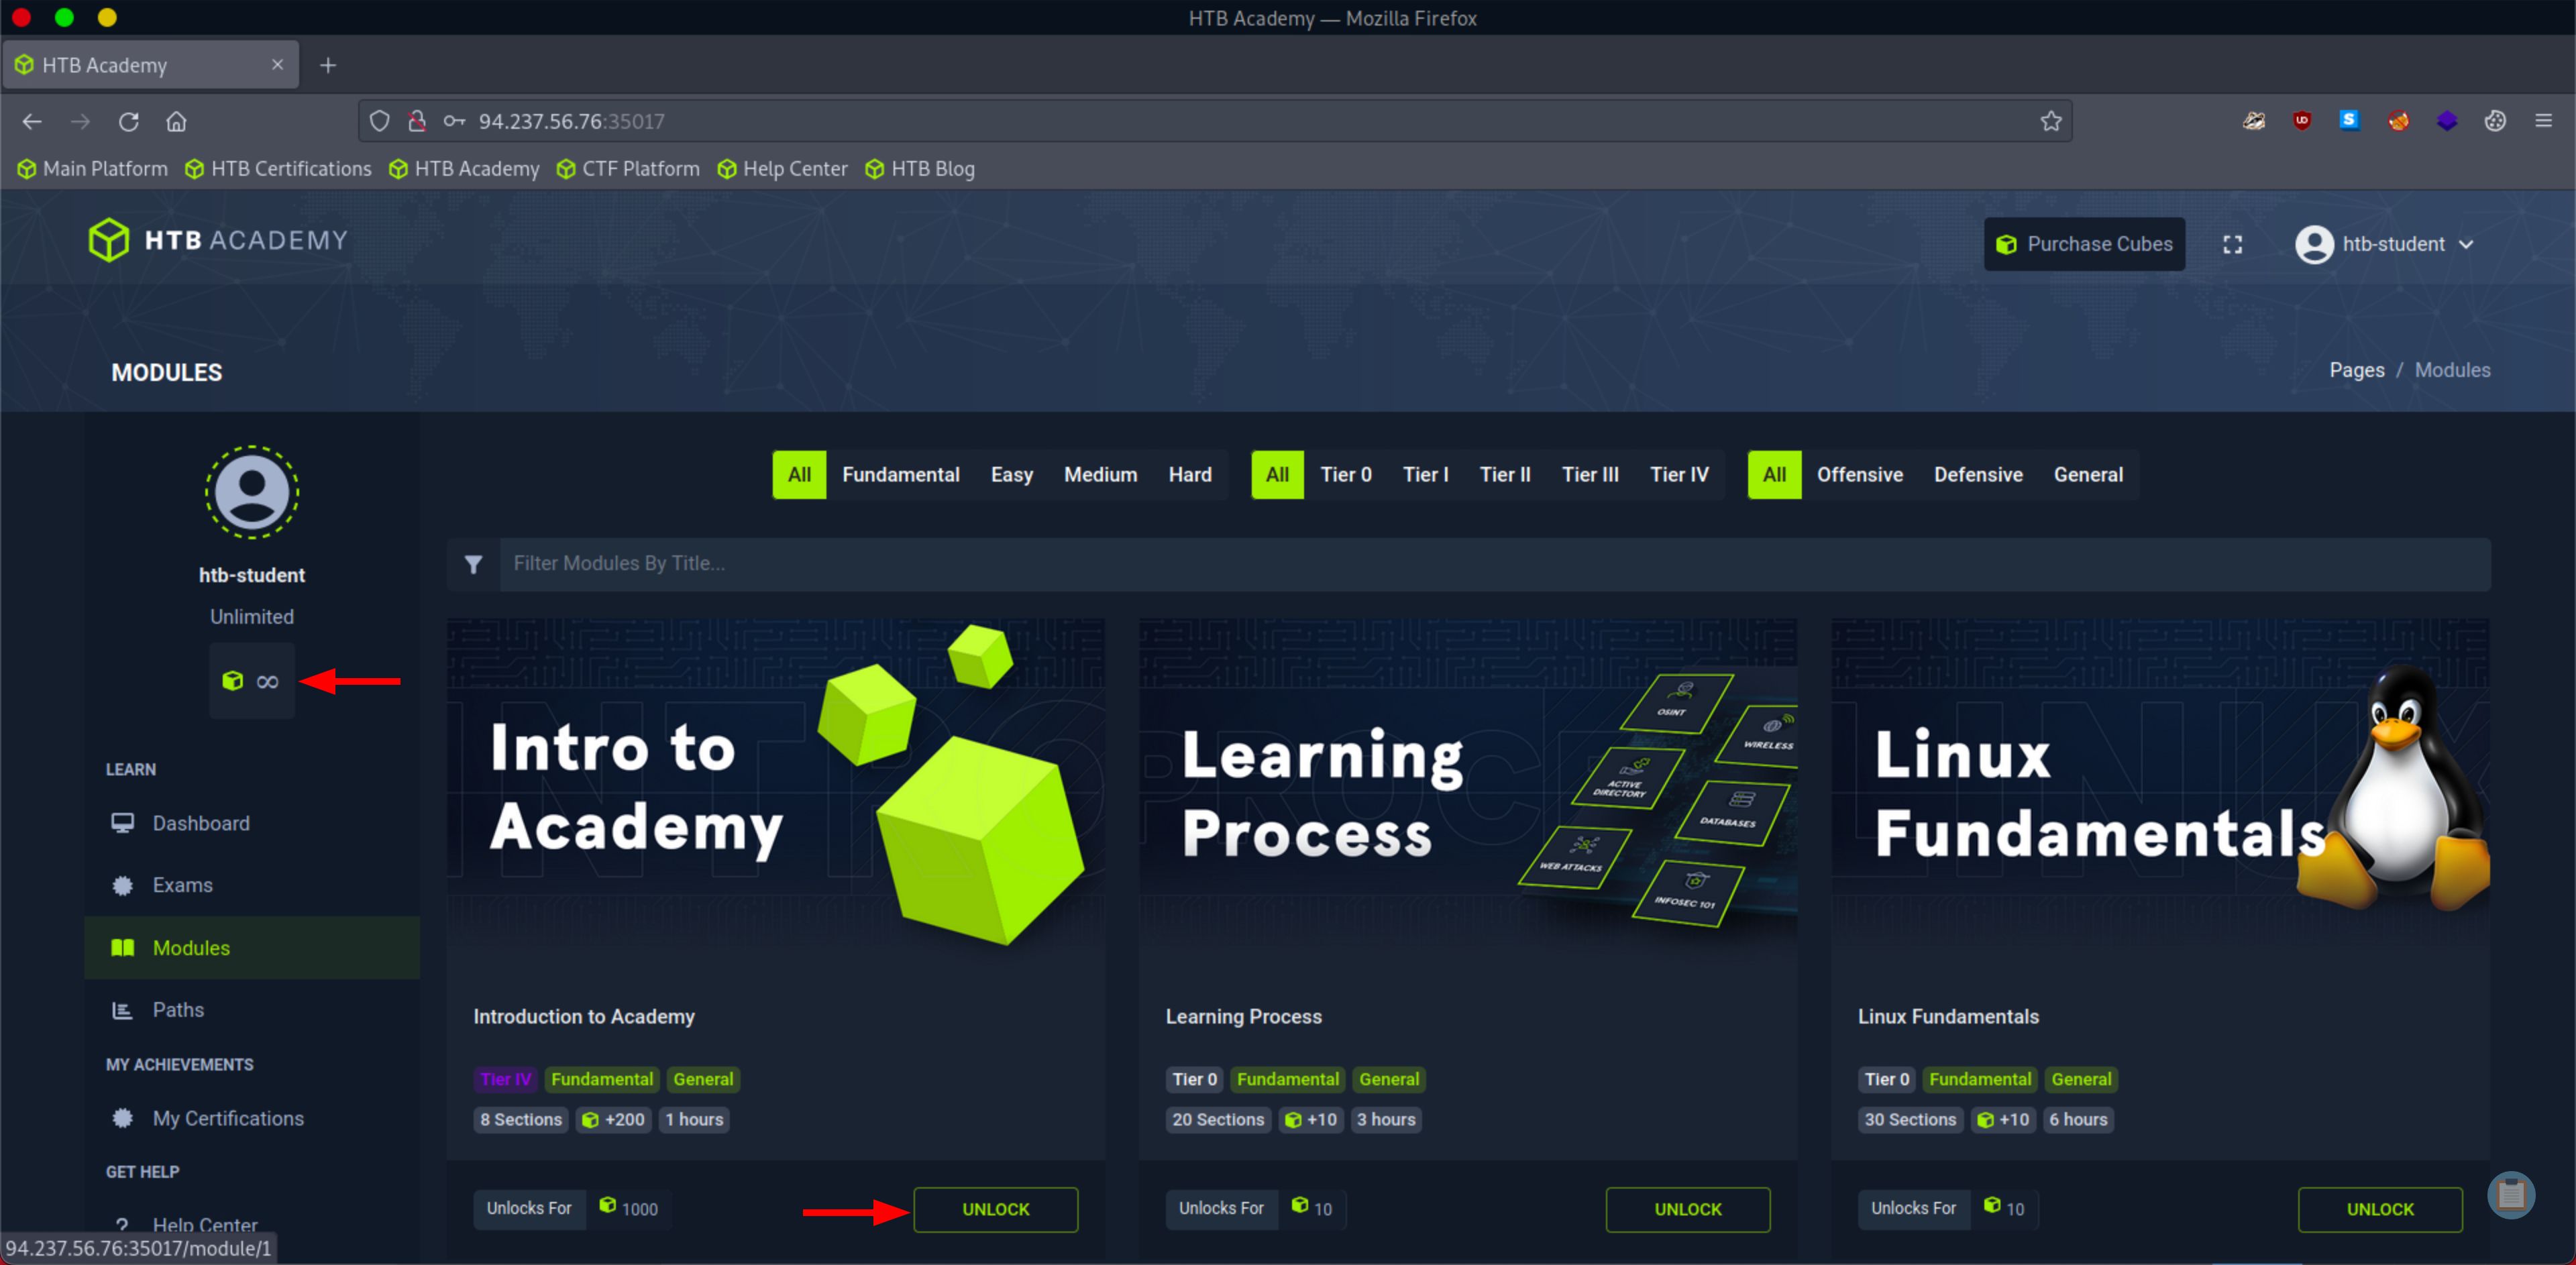 HTB Academy — Mozilla Firefox
HTB Academy
94.237.56.76:35017
Main Platform HTB Certifications HTB Academy CTF Platform Help Center HTB Blog
HTB ACADEMY
Purchase Cubes
htb-student
MODULES
Pages / Modules
All Fundamental Easy Medium Hard
All Tier 0 Tier I Tier II Tier III Tier IV
All Offensive Defensive General
Filter Modules By Title...
htb-student
Unlimited
∞
LEARN
Dashboard
Exams
Modules
Paths
MY ACHIEVEMENTS
My Certifications
GET HELP
? Help Center
Intro to
Academy
Introduction to Academy
Tier IV Fundamental General
8 Sections +200 1 hours
Unlocks For 1000 UNLOCK
Learning
Process
OSINT
WIRELESS
ACTIVE
DIRECTORY
DATABASES
WEB ATTACKS
INFOSEC 101
Learning Process
Tier 0 Fundamental General
20 Sections +10 3 hours
Unlocks For 10 UNLOCK
Linux
Fundamentals
Linux Fundamentals
Tier 0 Fundamental General
30 Sections +10 6 hours
Unlocks For 10 UNLOCK
94.237.56.76:35017/module/1